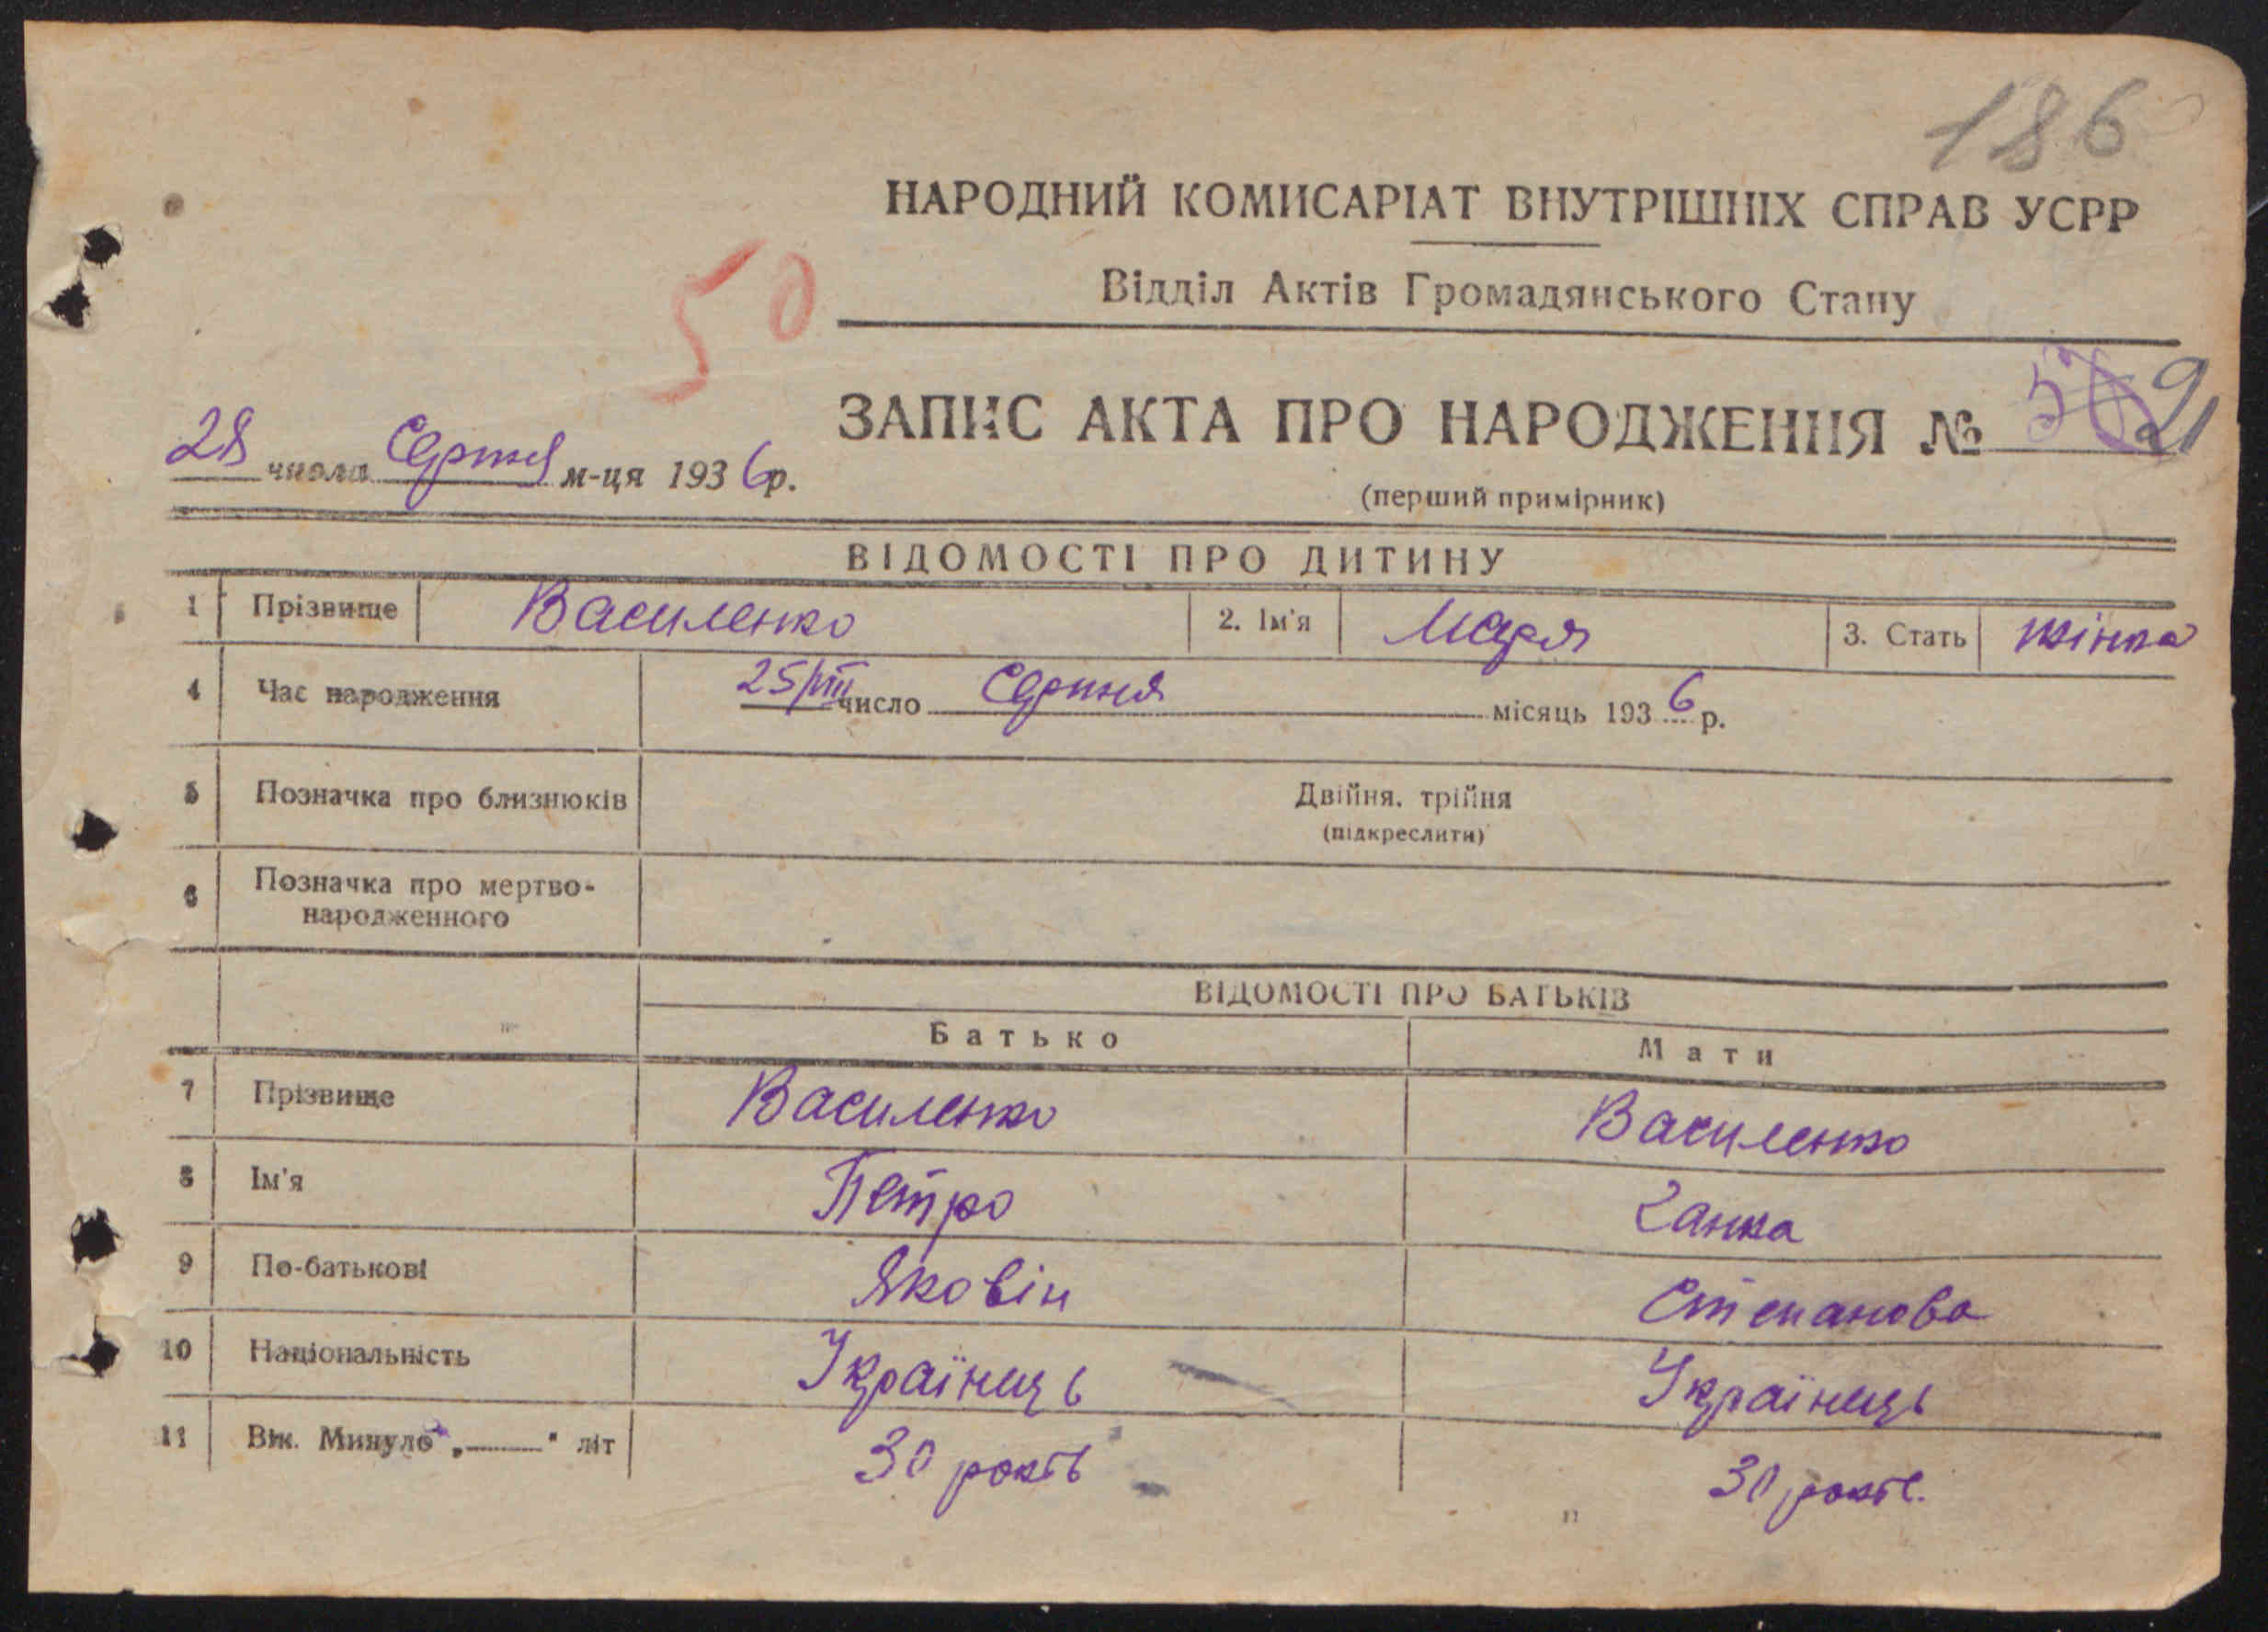 186
НАРОДНИЙ КОМИСАРІАТ ВНУТРІШНІХ СПРАВ УСРР
50
Відділ Актів Громадянського Стану
ЗАПИС АКТА ПРО НАРОДЖЕННЯ №
28 числа Серпня м-ця 1936 р.
(перший примірник)
ВІДОМОСТІ ПРО ДИТИНУ
1 Прізвище Василенко 2. Ім'я Марія 3. Стать жінка
4 Час народження 25/VIII число Серпня місяць 1936 р.
5 Позначка про близнюків Двійня, трійня
(підкреслити)
6 Позначка про мертво-
народженного
ВІДОМОСТІ ПРО БАТЬКІВ
Батько Мати
7 Прізвище Василенко Василенко
8 Ім'я Петро Ганка
9 По-батькові Яковін Степанова
10 Національність Українець Українець
11 Вік. Минуло „——" літ 30 років 30 років.